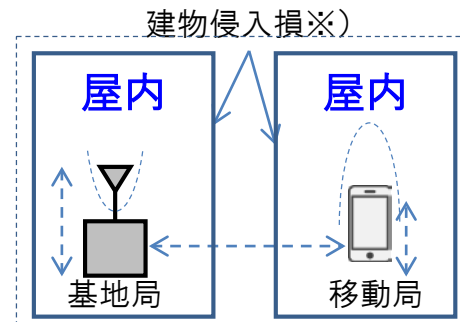 建物侵入損※)
屋内
屋内
基地局
移動局